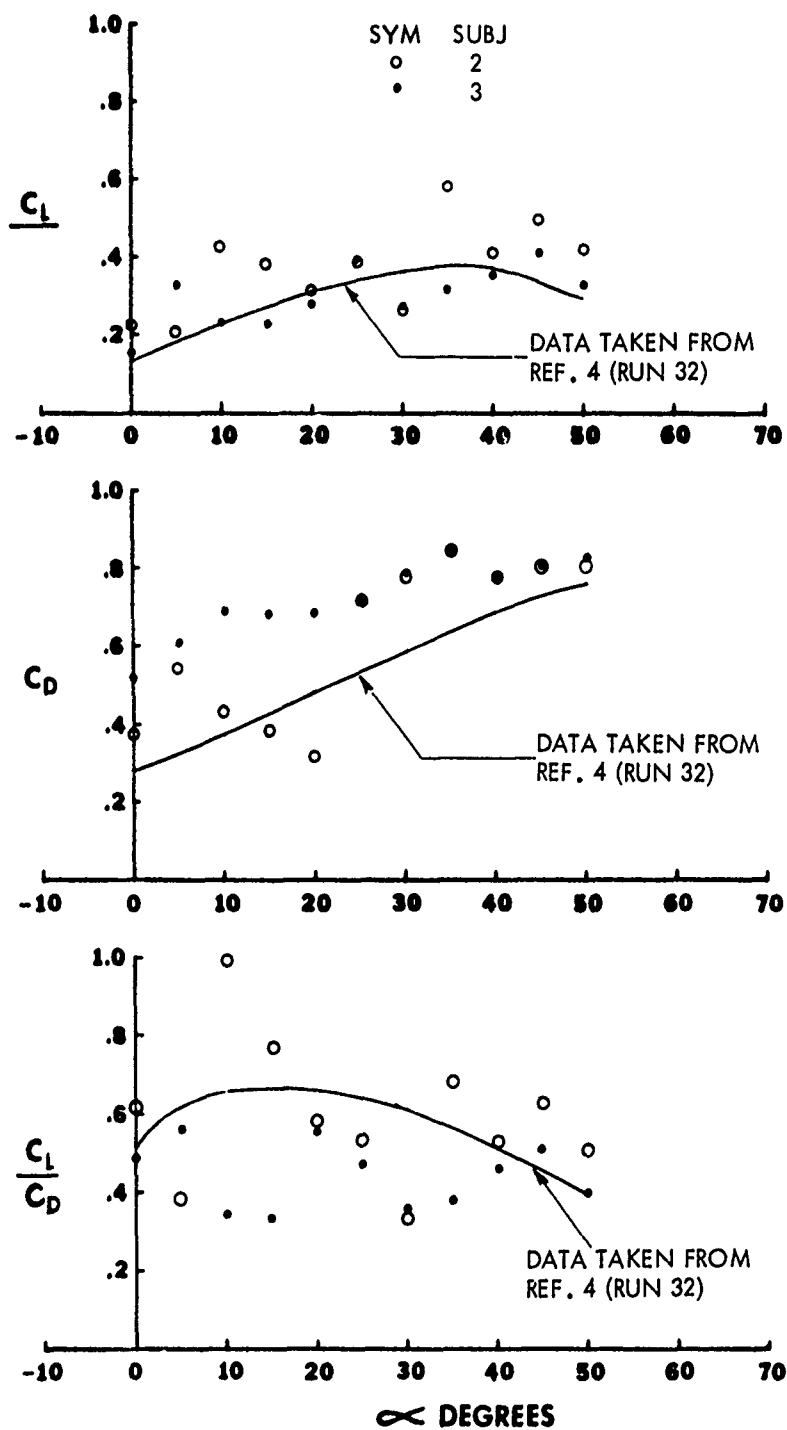 1.0
SYM SUBJ
2
3
.8
.6
C_L
.4
.2
DATA TAKEN FROM
REF. 4 (RUN 32)
-10 0 10 20 30 40 50 60 70
1.0
.8
.6
C_D
.4
DATA TAKEN FROM
REF. 4 (RUN 32)
.2
-10 0 10 20 30 40 50 60 70
1.0
.8
.6
C_L
C_D
.4
.2
DATA TAKEN FROM
REF. 4 (RUN 32)
-10 0 10 20 30 40 50 60 70
∝ DEGREES